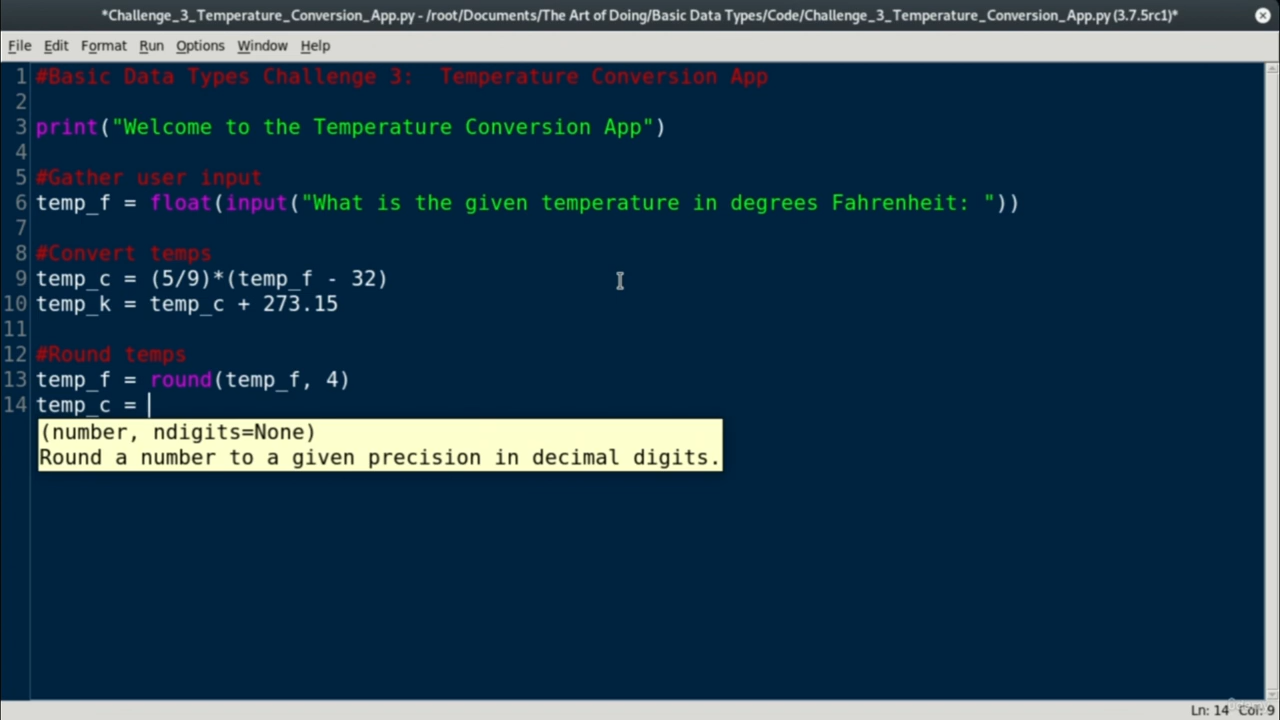 *Challenge_3_Temperature_Conversion_App.py - /root/Documents/The Art of Doing/Basic Data Types/Code/Challenge_3_Temperature_Conversion_App.py (3.7.5rc1)*
File Edit Format Run Options Window Help
1 #Basic Data Types Challenge 3:  Temperature Conversion App
2
3 print("Welcome to the Temperature Conversion App")
4
5 #Gather user input
6 temp_f = float(input("What is the given temperature in degrees Fahrenheit: "))
7
8 #Convert temps
9 temp_c = (5/9)*(temp_f - 32)
10 temp_k = temp_c + 273.15
11
12 #Round temps
13 temp_f = round(temp_f, 4)
14 temp_c =
(number, ndigits=None)
Round a number to a given precision in decimal digits.
Ln: 14 Col: 9